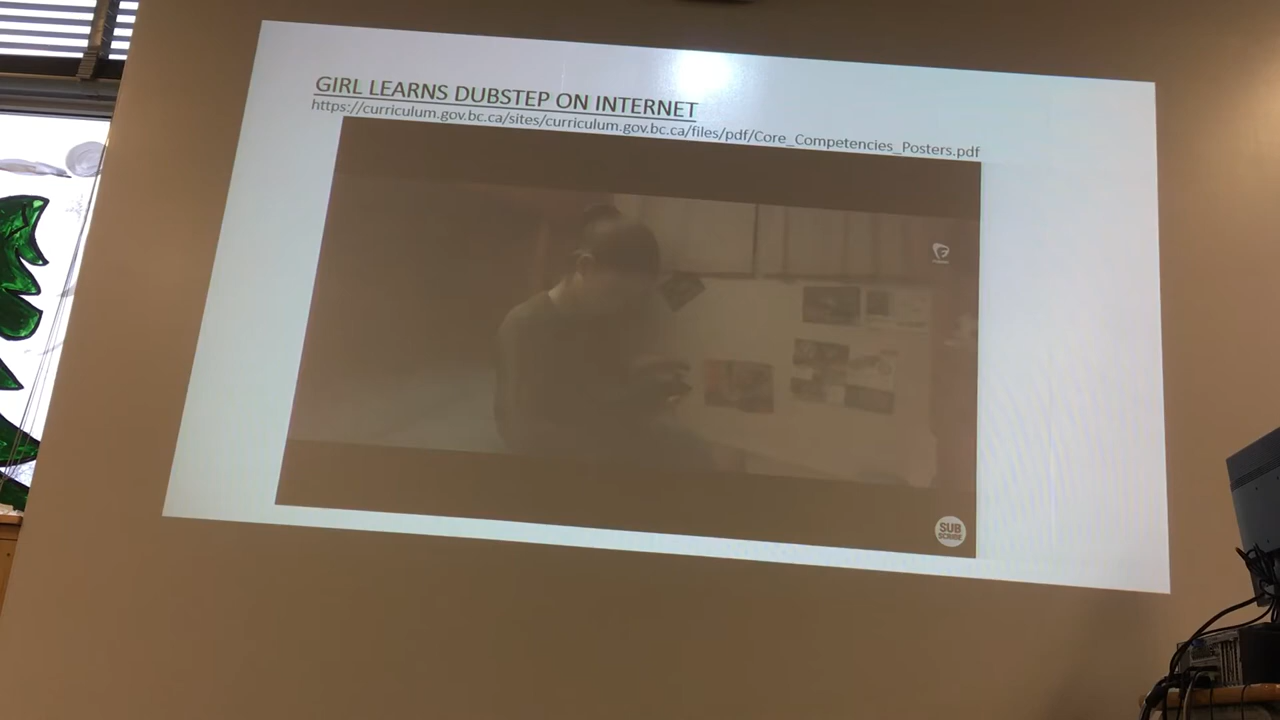 GIRL LEARNS DUBSTEP ON INTERNET
https://curriculum.gov.bc.ca/sites/curriculum.gov.bc.ca/files/pdf/Core_Competencies_Posters.pdf
SUB
SCRIBE